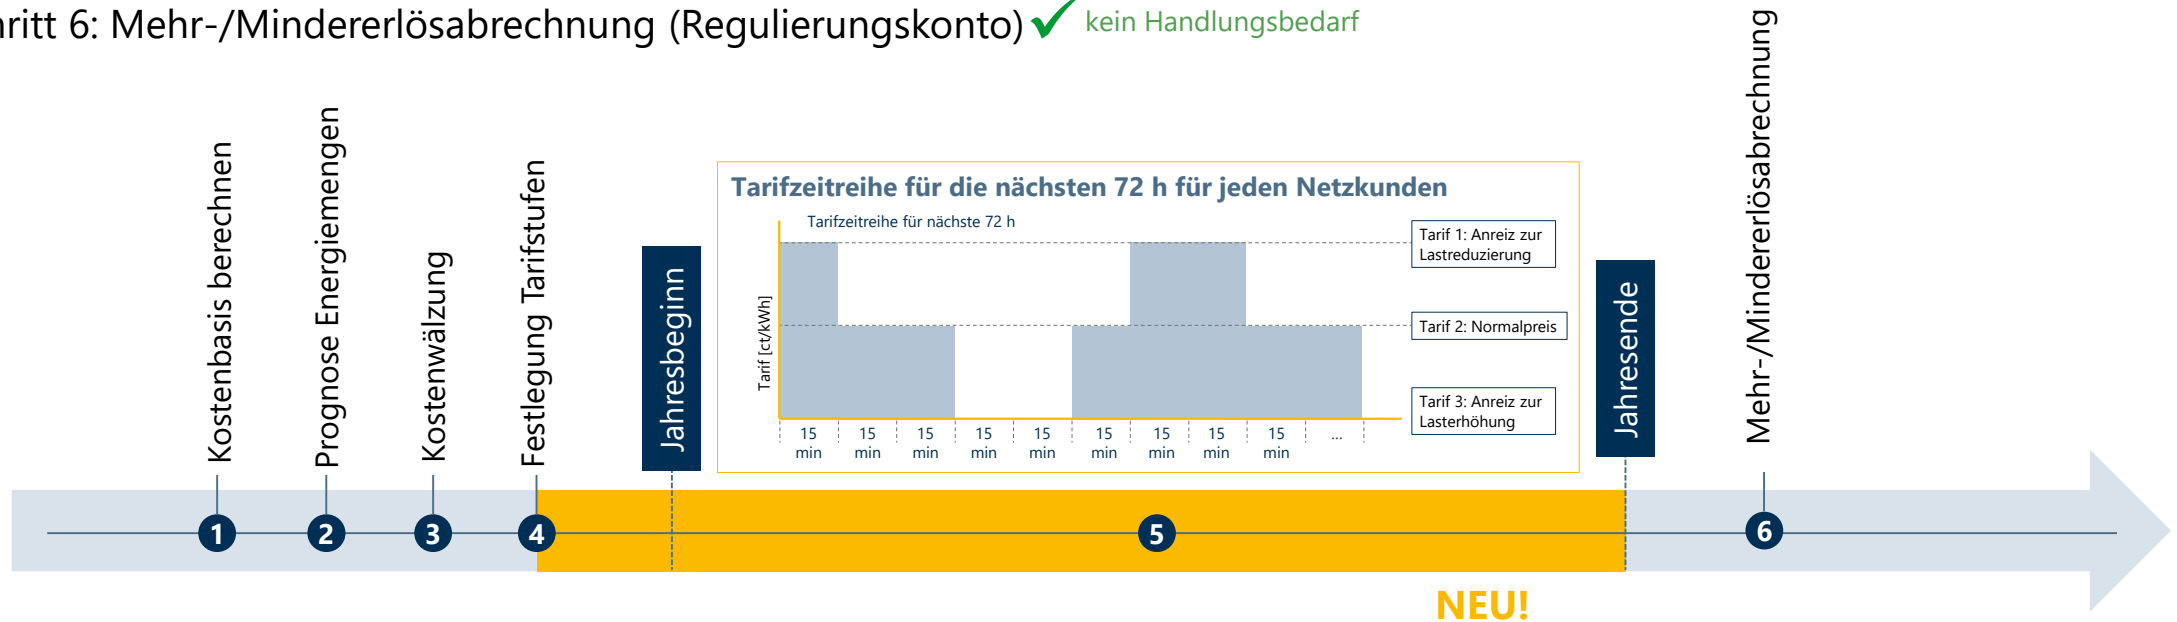 ritt 6: Mehr-/Mindererlösabrechnung (Regulierungskonto)
kein Handlungsbedarf
Kostenbasis berechnen
Prognose Energiemengen
Kostenwälzung
Festlegung Tarifstufen
Jahresbeginn
Tarifzeitreihe für die nächsten 72 h für jeden Netzkunden
Tarifzeitreihe für nächste 72 h
Tarif [ct/kWh]
Tarif 1: Anreiz zur
Lastreduzierung
Tarif 2: Normalpreis
Tarif 3: Anreiz zur
Lasterhöhung
15 15 15 15 15 15 15 15 15 ...
min min min min min min min min min
Jahresende
Mehr-/Mindererlösabrechnung
1 2 3 4 5 6
NEU!